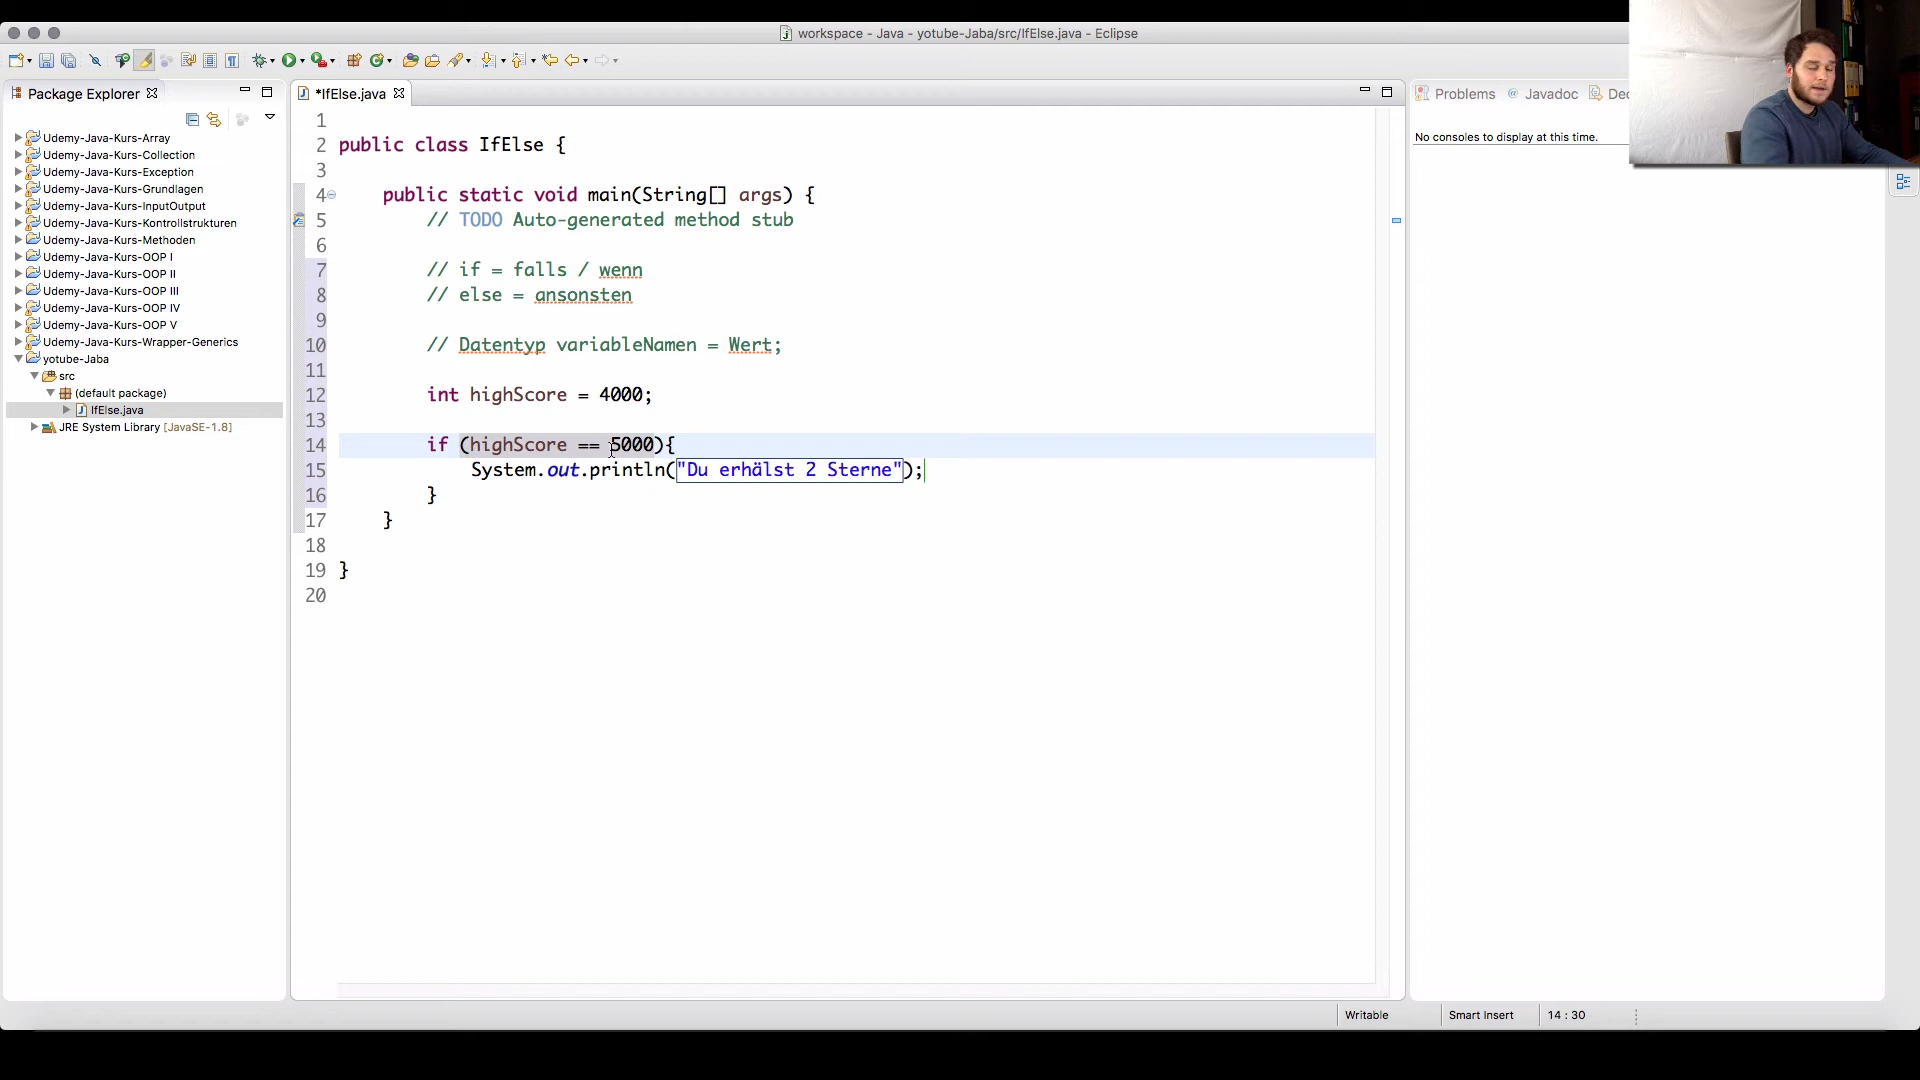 workspace - Java - yotube-Jaba/src/IfElse.java - Eclipse
Package Explorer
Udemy-Java-Kurs-Array
Udemy-Java-Kurs-Collection
Udemy-Java-Kurs-Exception
Udemy-Java-Kurs-Grundlagen
Udemy-Java-Kurs-InputOutput
Udemy-Java-Kurs-Kontrollstrukturen
Udemy-Java-Kurs-Methoden
Udemy-Java-Kurs-OOP I
Udemy-Java-Kurs-OOP II
Udemy-Java-Kurs-OOP III
Udemy-Java-Kurs-OOP IV
Udemy-Java-Kurs-OOP V
Udemy-Java-Kurs-Wrapper-Generics
yotube-Jaba
src
(default package)
IfElse.java
JRE System Library [JavaSE-1.8]
*IfElse.java
1
2 public class IfElse {
3
4 public static void main(String[] args) {
5 // TODO Auto-generated method stub
6
7 // if = falls / wenn
8 // else = ansonsten
9
10 // Datentyp variableNamen = Wert;
11
12 int highScore = 4000;
13
14 if (highScore == 5000){
15 System.out.println("Du erhälst 2 Sterne");
16 }
17 }
18
19 }
20
Problems @ Javadoc Dec
No consoles to display at this time.
Writable Smart Insert 14 : 30